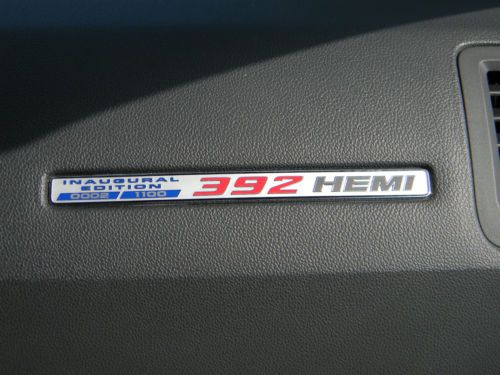 INAUGURAL
EDITION
0002 / 1100
392 HEMI